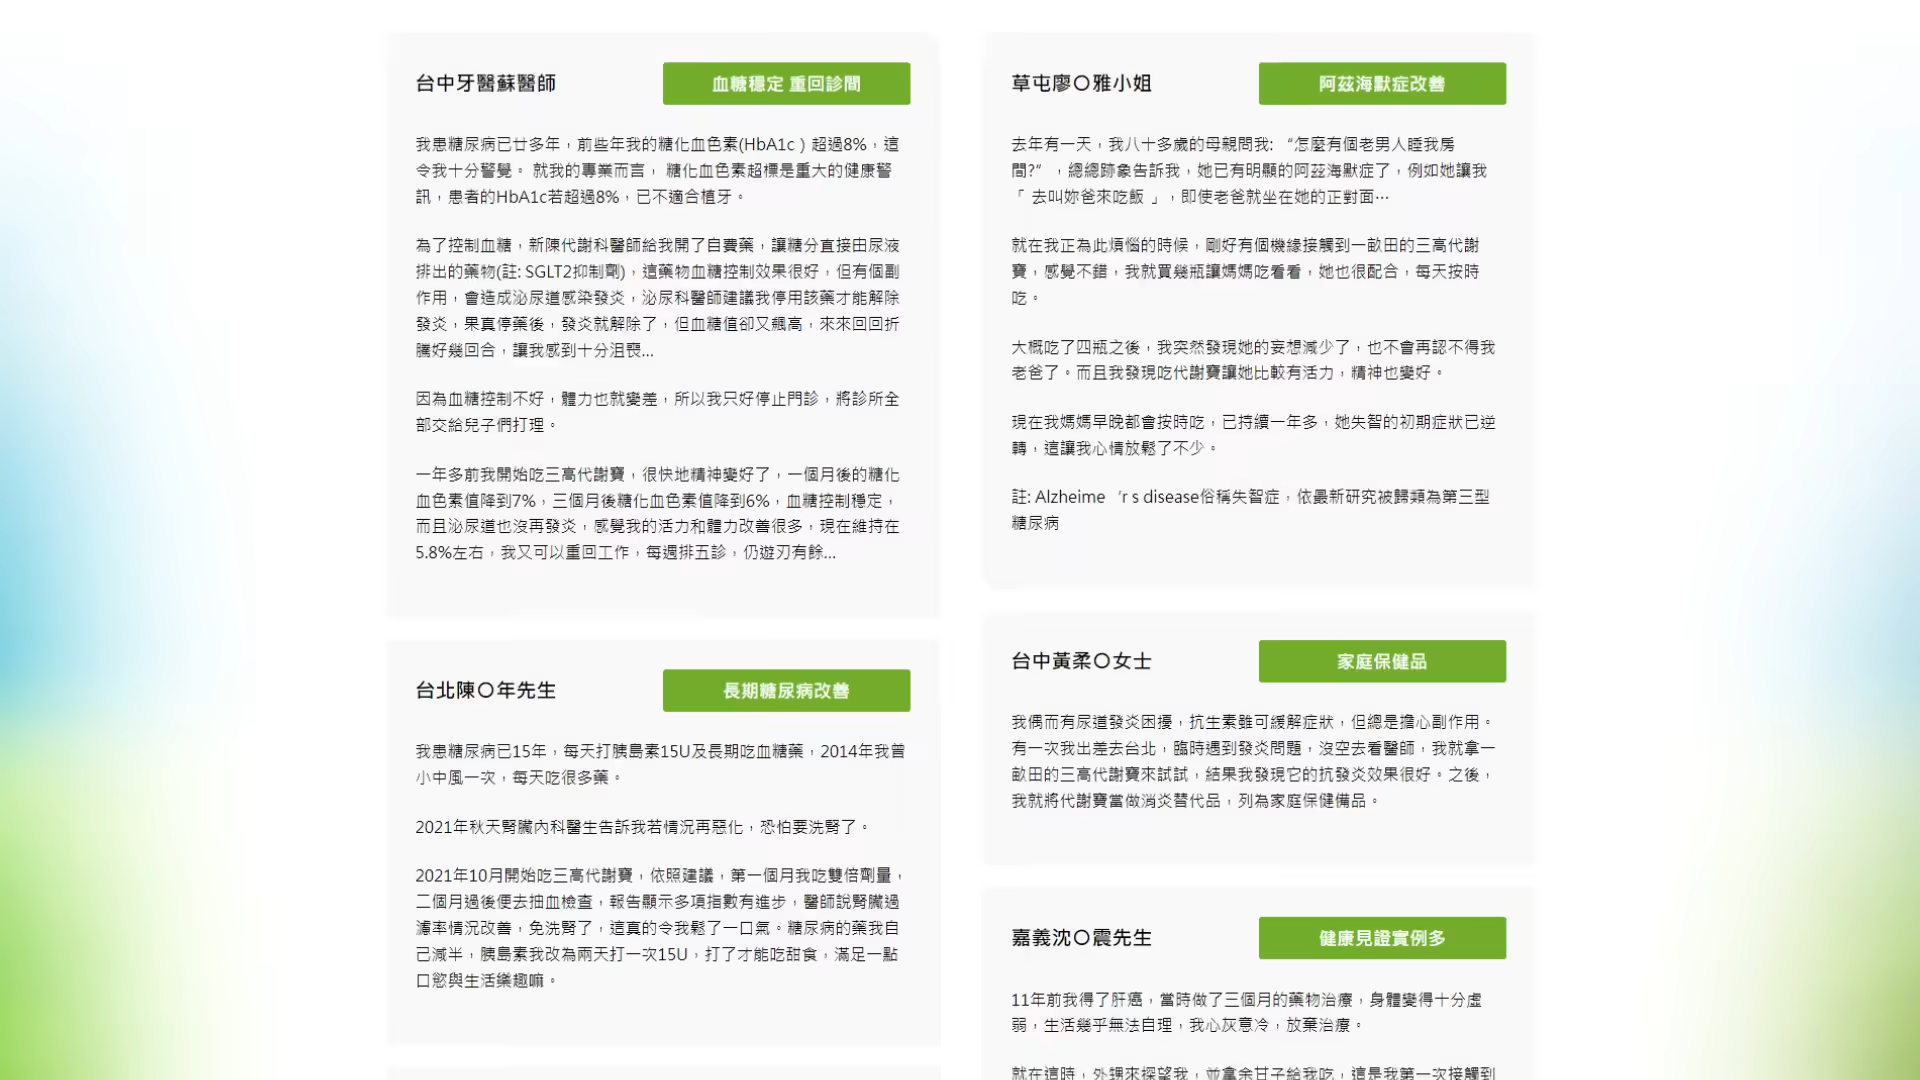 台中牙醫蘇醫師
血糖穩定 重回診間
我患糖尿病已廿多年，前些年我的糖化血色素(HbA1c ) 超過8%，這
令我十分警覺。 就我的專業而言， 糖化血色素超標是重大的健康警
訊，患者的HbA1c若超過8%，已不適合植牙。
為了控制血糖，新陳代謝科醫師給我開了自費藥，讓糖分直接由尿液
排出的藥物(註: SGLT2抑制劑)，這藥物血糖控制效果很好，但有個副
作用，會造成泌尿道感染發炎，泌尿科醫師建議我停用該藥才能解除
發炎，果真停藥後，發炎就解除了，但血糖值卻又飆高，來來回回折
騰好幾回合，讓我感到十分沮喪...
因為血糖控制不好，體力也就變差，所以我只好停止門診，將診所全
部交給兒子們打理。
一年多前我開始吃三高代謝寶，很快地精神變好了，一個月後的糖化
血色素值降到7%，三個月後糖化血色素值降到6%，血糖控制穩定，
而且泌尿道也沒再發炎，感覺我的活力和體力改善很多，現在維持在
5.8%左右，我又可以重回工作，每週排五診，仍遊刃有餘...
台北陳〇年先生
長期糖尿病改善
我患糖尿病已15年，每天打胰島素15U及長期吃血糖藥，2014年我曾
小中風一次，每天吃很多藥。
2021年秋天腎臟內科醫生告訴我若情況再惡化，恐怕要洗腎了。
2021年10月開始吃三高代謝寶，依照建議，第一個月我吃雙倍劑量，
二個月過後便去抽血檢查，報告顯示多項指數有進步，醫師說腎臟過
濾率情況改善，免洗腎了，這真的令我鬆了一口氣。糖尿病的藥我自
己減半，胰島素我改為兩天打一次15U，打了才能吃甜食，滿足一點
口慾與生活樂趣嘛。
草屯廖〇雅小姐
阿茲海默症改善
去年有一天，我八十多歲的母親問我: “怎麼有個老男人睡我房
間?” ，總總跡象告訴我，她已有明顯的阿茲海默症了，例如她讓我
「 去叫妳爸來吃飯 」，即使老爸就坐在她的正對面…
就在我正為此煩惱的時候，剛好有個機緣接觸到一畝田的三高代謝
寶，感覺不錯，我就買幾瓶讓媽媽吃看看，她也很配合，每天按時
吃。
大概吃了四瓶之後，我突然發現她的妄想減少了，也不會再認不得我
老爸了。而且我發現吃代謝寶讓她比較有活力，精神也變好。
現在我媽媽早晚都會按時吃，已持續一年多，她失智的初期症狀已逆
轉，這讓我心情放鬆了不少。
註: Alzheime ‘r s disease俗稱失智症，依最新研究被歸類為第三型
糖尿病
台中黃柔〇女士
家庭保健品
我偶而有尿道發炎困擾，抗生素雖可緩解症狀，但總是擔心副作用。
有一次我出差去台北，臨時遇到發炎問題，沒空去看醫師，我就拿一
畝田的三高代謝寶來試試，結果我發現它的抗發炎效果很好。之後，
我就將代謝寶當做消炎替代品，列為家庭保健備品。
嘉義沈〇震先生
健康見證實例多
11年前我得了肝癌，當時做了三個月的藥物治療，身體變得十分虛
弱，生活幾乎無法自理，我心灰意冷，放棄治療。
就在這時，外甥來探望我，並拿余甘子給我吃，這是我第一次接觸到